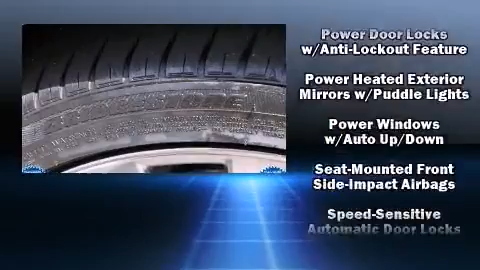 Power Door Locks
w/Anti-Lockout Feature
Power Heated Exterior
Mirrors w/Puddle Lights
Power Windows
w/Auto Up/Down
Seat-Mounted Front
Side-Impact Airbags
Speed-Sensitive
Automatic Door Locks